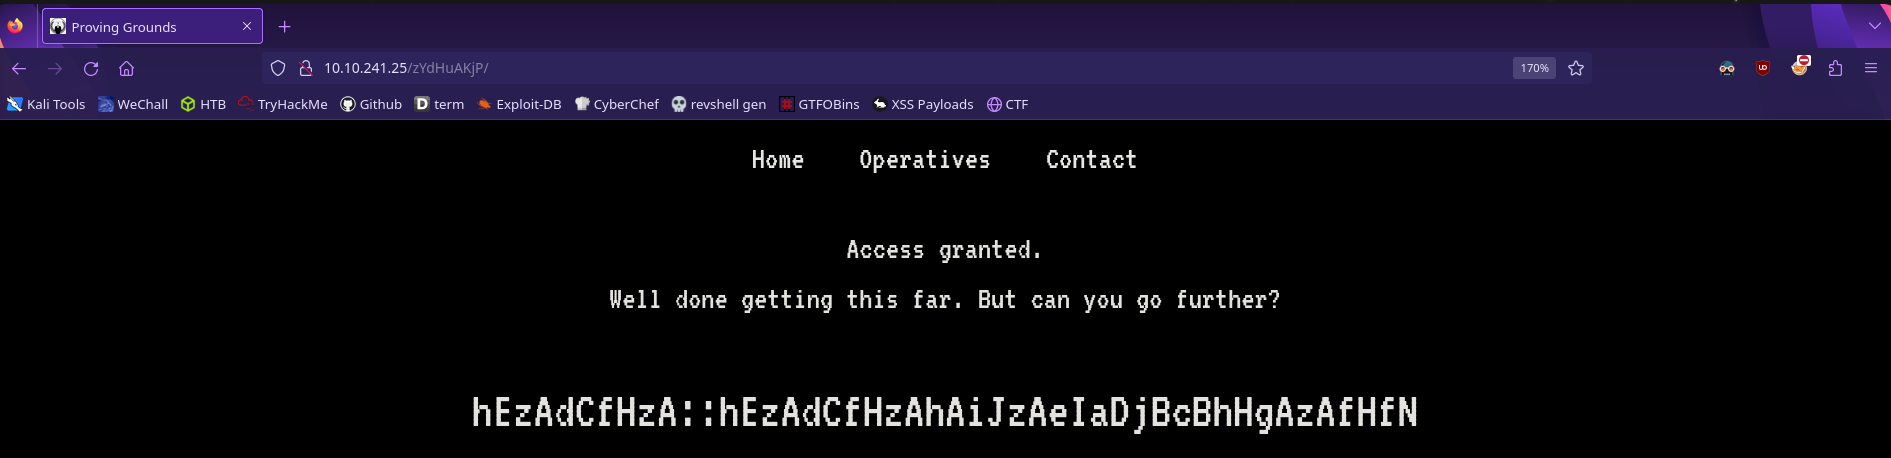 Proving Grounds
10.10.241.25/zYdHuAKjP/
170%
Kali Tools WeChall HTB TryHackMe Github D term Exploit-DB CyberChef revshell gen GTFOBins XSS Payloads CTF
Home Operatives Contact
Access granted.
Well done getting this far. But can you go further?
hEzAdCfHzA::hEzAdCfHzAhAiJzAeIaDjBcBhHgAzAfHfN